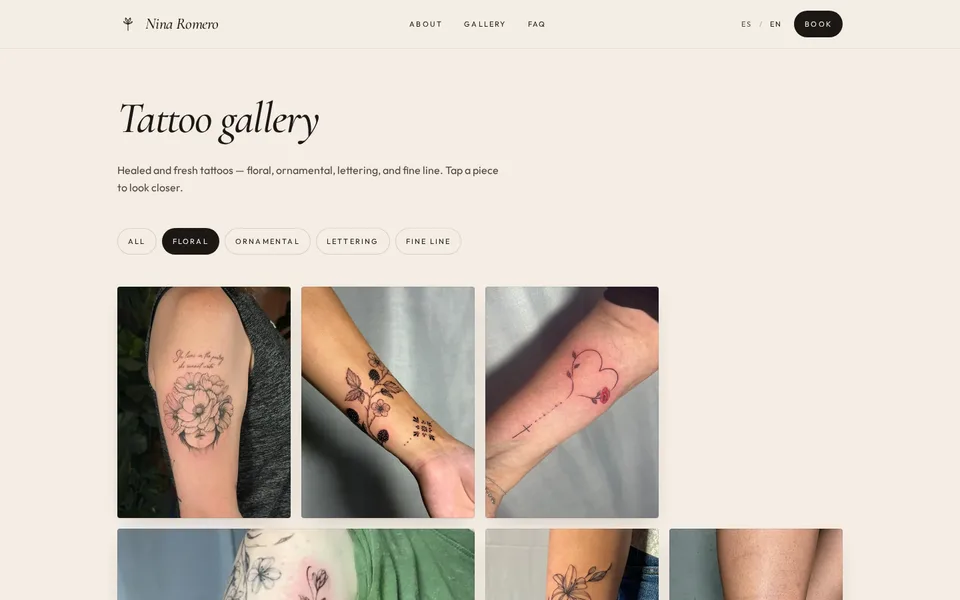 Nina Romero
ABOUT
GALLERY
FAQ
ES / EN
BOOK
Tattoo gallery
Healed and fresh tattoos — floral, ornamental, lettering, and fine line. Tap a piece
to look closer.
ALL
FLORAL
ORNAMENTAL
LETTERING
FINE LINE